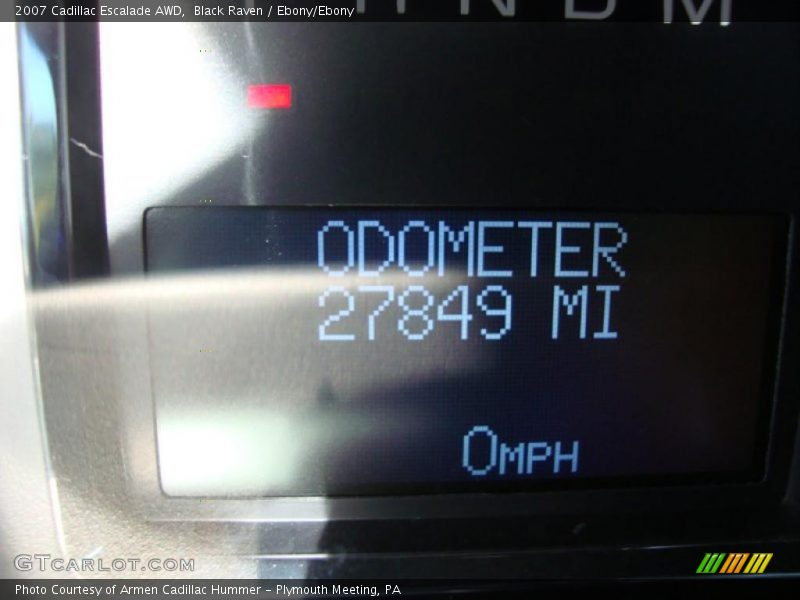 2007 Cadillac Escalade AWD, Black Raven / Ebony/Ebony
N D M
ODOMETER
27849 MI
0MPH
GTCARLOT.COM
Photo Courtesy of Armen Cadillac Hummer - Plymouth Meeting, PA